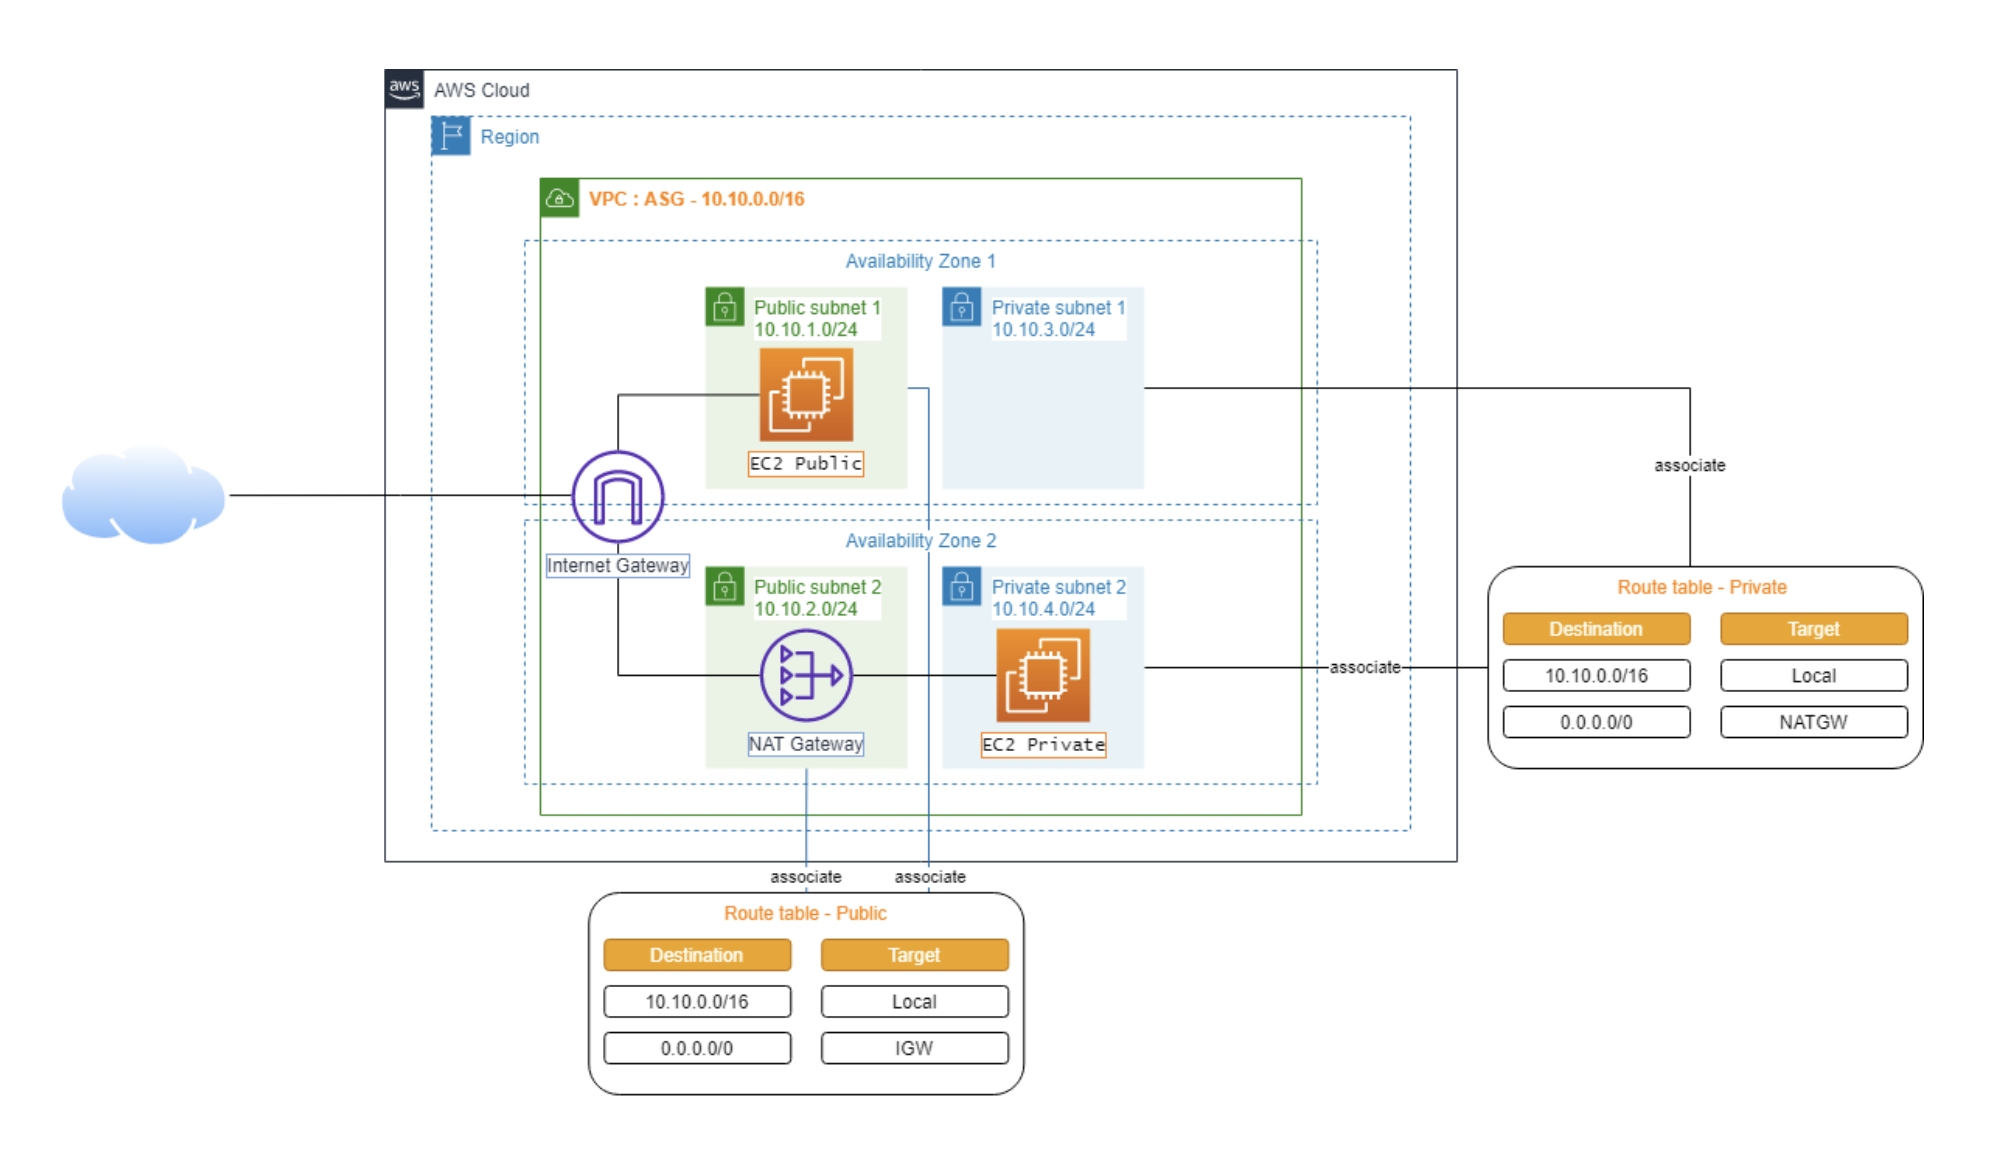 aws
AWS Cloud
Region
VPC : ASG - 10.10.0.0/16
Availability Zone 1
Public subnet 1
10.10.1.0/24
Private subnet 1
10.10.3.0/24
EC2 Public
associate
Internet Gateway
Availability Zone 2
Public subnet 2
10.10.2.0/24
Private subnet 2
10.10.4.0/24
NAT Gateway
EC2 Private
associate
Route table - Private
Destination Target
10.10.0.0/16 Local
0.0.0.0/0 NATGW
associate associate
Route table - Public
Destination Target
10.10.0.0/16 Local
0.0.0.0/0 IGW